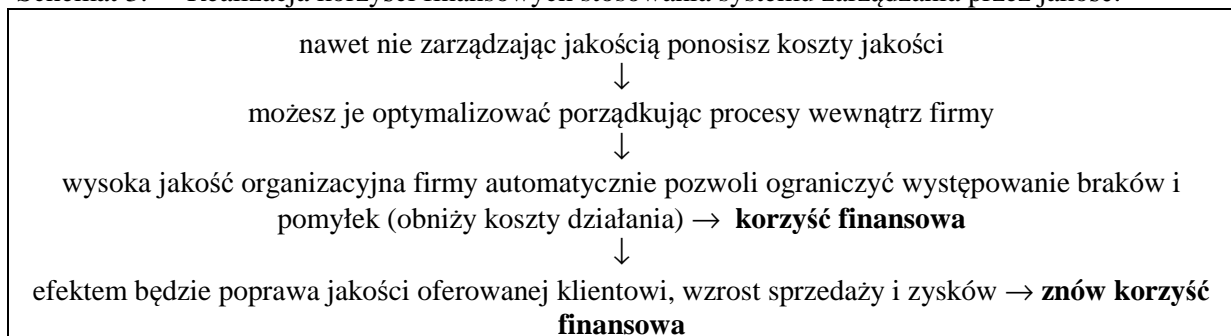 Schemat 3. Realizacja korzyści finansowych stosowania systemu zarządzania przez jakość.
nawet nie zarządzając jakością ponosisz koszty jakości
↓
możesz je optymalizować porządkując procesy wewnątrz firmy
↓
wysoka jakość organizacyjna firmy automatycznie pozwoli ograniczyć występowanie braków i
pomyłek (obniży koszty działania) → korzyść finansowa
↓
efektem będzie poprawa jakości oferowanej klientowi, wzrost sprzedaży i zysków → znów korzyść
finansowa